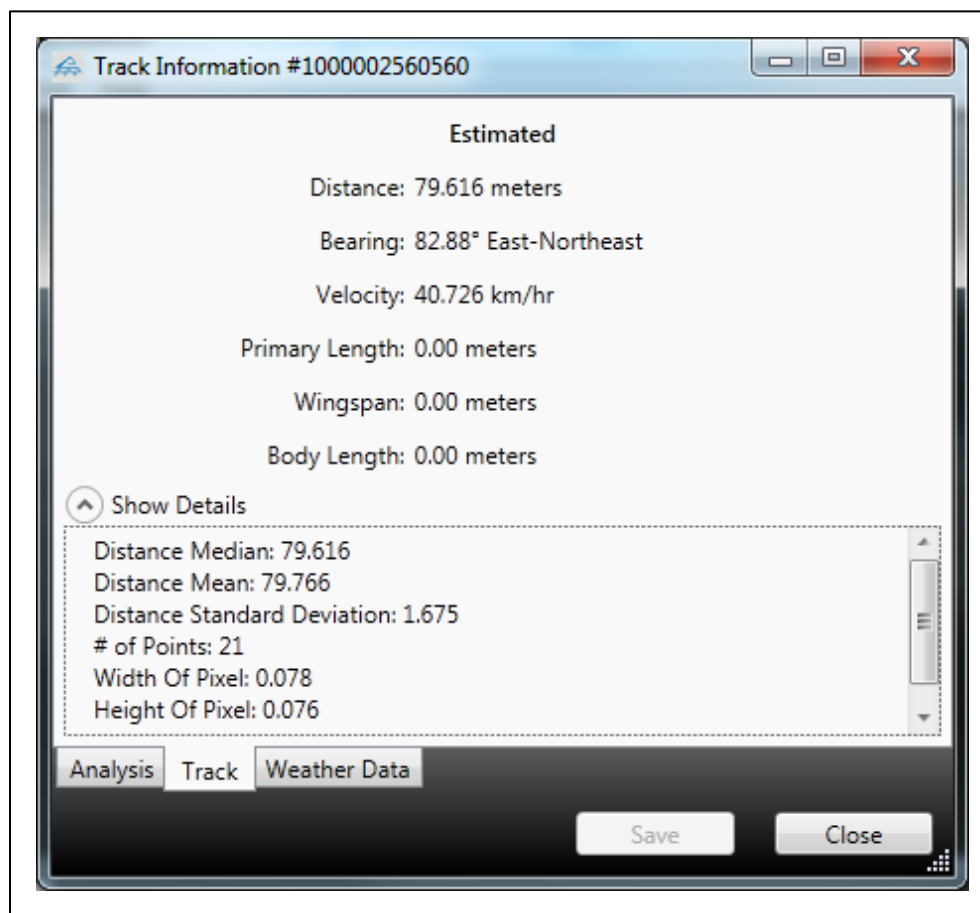 Track Information #1000002560560
Estimated
Distance: 79.616 meters
Bearing: 82.88° East-Northeast
Velocity: 40.726 km/hr
Primary Length: 0.00 meters
Wingspan: 0.00 meters
Body Length: 0.00 meters
Show Details
Distance Median: 79.616
Distance Mean: 79.766
Distance Standard Deviation: 1.675
# of Points: 21
Width Of Pixel: 0.078
Height Of Pixel: 0.076
Analysis Track Weather Data
Save Close